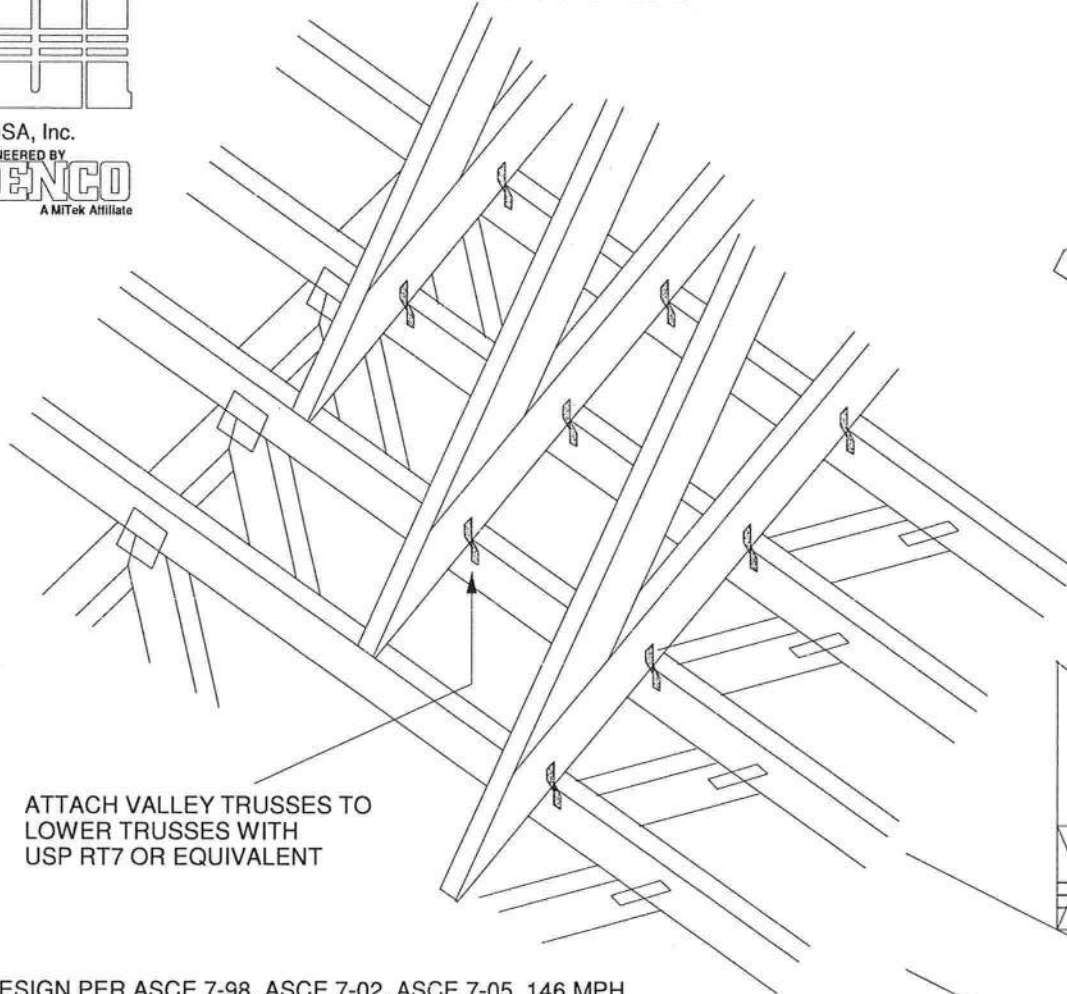 SA, Inc.
NEERED BY
ENCO
A MiTek Affiliate
ATTACH VALLEY TRUSSES TO
LOWER TRUSSES WITH
USP RT7 OR EQUIVALENT
ESIGN PER ASCE 7-98, ASCE 7-02, ASCE 7-05 146 MPH